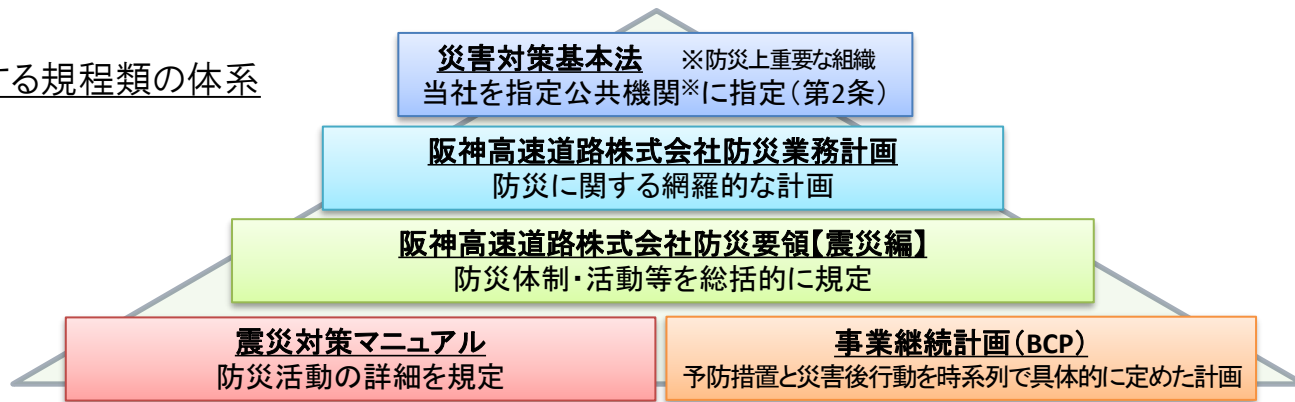 する規程類の体系
災害対策基本法 ※防災上重要な組織
当社を指定公共機関※に指定（第2条）
阪神高速道路株式会社防災業務計画
防災に関する網羅的な計画
阪神高速道路株式会社防災要領【震災編】
防災体制・活動等を総括的に規定
震災対策マニュアル
防災活動の詳細を規定
事業継続計画（BCP）
予防措置と災害後行動を時系列で具体的に定めた計画